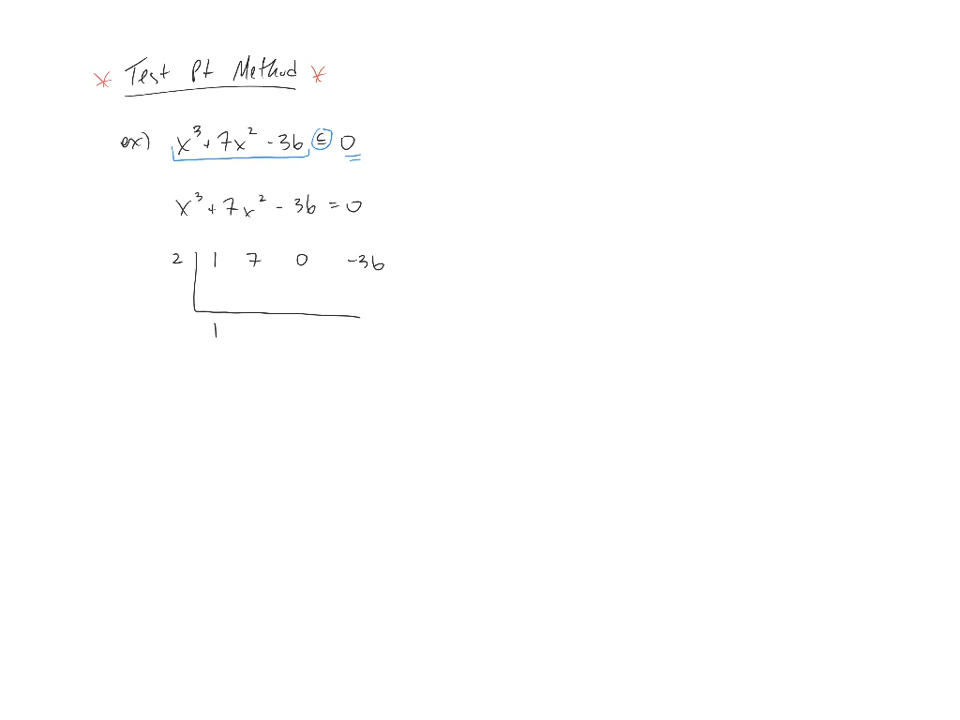 * Test Pt Method *
ex) x³ + 7x² - 36 ≤ 0
x³ + 7x² - 36 = 0
2 | 1 7 0 -36
1